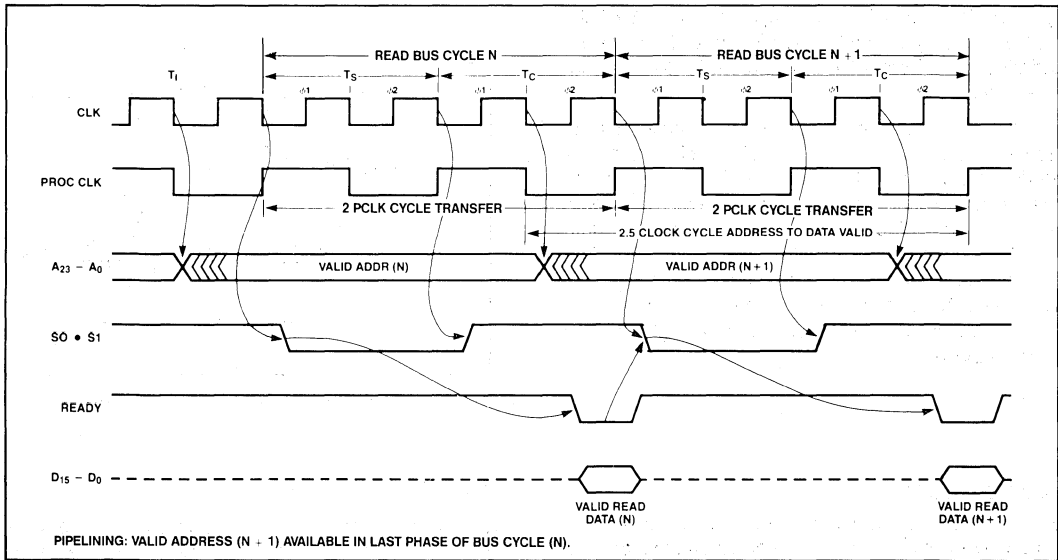 READ BUS CYCLE N
READ BUS CYCLE N + 1
TI
TS
TC
TS
TC
ϕ1
ϕ2
ϕ1
ϕ2
ϕ1
ϕ2
ϕ1
ϕ2
CLK
PROC CLK
2 PCLK CYCLE TRANSFER
2 PCLK CYCLE TRANSFER
2.5 CLOCK CYCLE ADDRESS TO DATA VALID
A23 – A0
VALID ADDR (N)
VALID ADDR (N + 1)
S0 • S1
READY
D15 – D0
VALID READ
DATA (N)
VALID READ
DATA (N + 1)
PIPELINING: VALID ADDRESS (N + 1) AVAILABLE IN LAST PHASE OF BUS CYCLE (N).